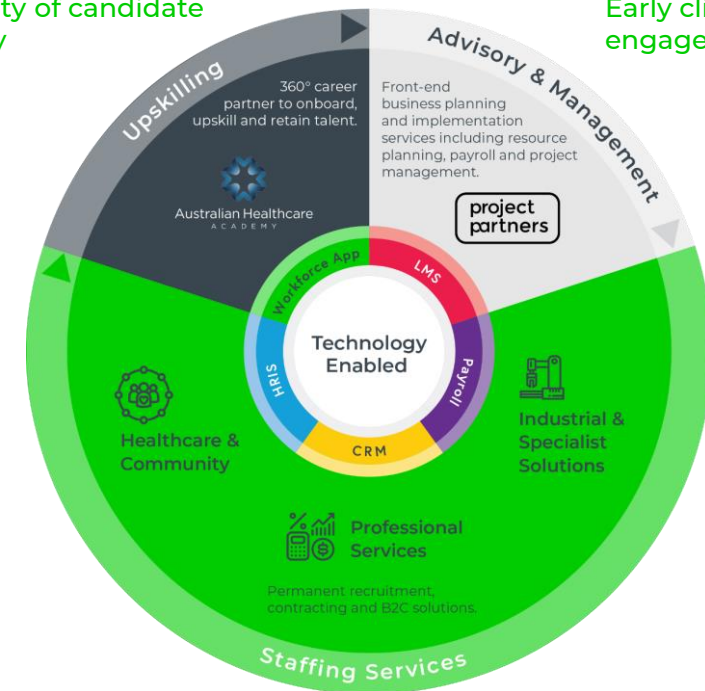 ty of candidate
Early cli
engage
Upskilling
360° career
partner to onboard,
upskill and retain talent.
Australian Healthcare
ACADEMY
Advisory & Management
Front-end
business planning
and implementation
services including resource
planning, payroll and project
management.
project
partners
Workforce App
LMS
HRIS
Payroll
CRM
Technology
Enabled
Healthcare &
Community
Industrial &
Specialist
Solutions
Professional
Services
Permanent recruitment,
contracting and B2C solutions.
Staffing Services